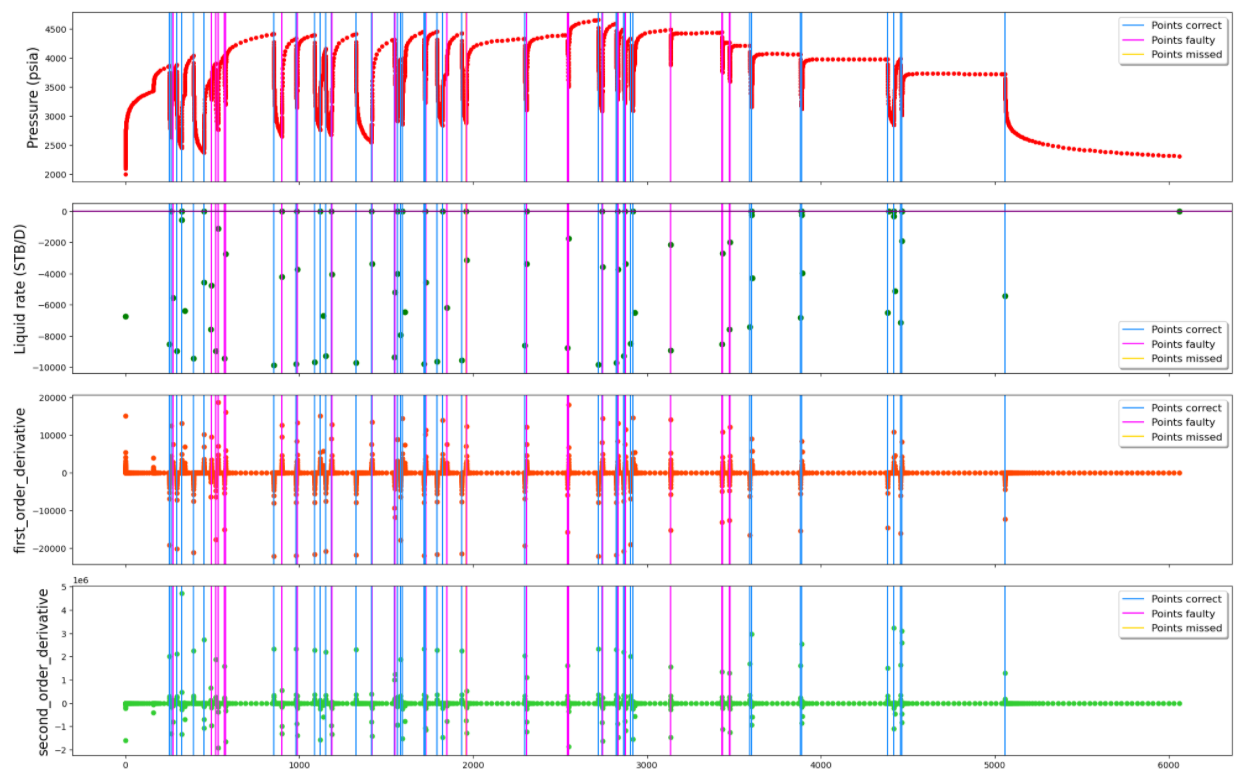 Pressure (psia)
4500
4000
3500
3000
2500
2000
Points correct
Points faulty
Points missed
Liquid rate (STB/D)
0
−2000
−4000
−6000
−8000
−10000
Points correct
Points faulty
Points missed
first_order_derivative
20000
10000
0
−10000
−20000
Points correct
Points faulty
Points missed
second_order_derivative
1e6
5
4
3
2
1
0
−1
−2
Points correct
Points faulty
Points missed
0 1000 2000 3000 4000 5000 6000